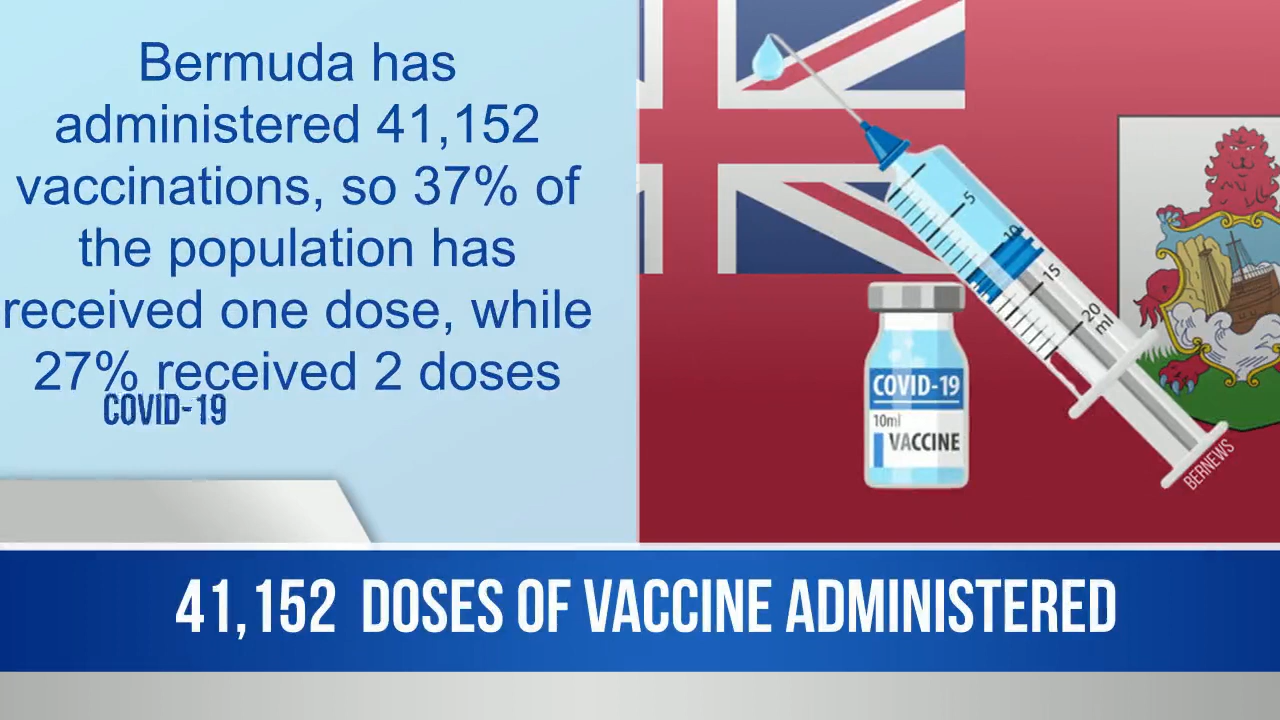 Bermuda has
administered 41,152
vaccinations, so 37% of
the population has
received one dose, while
27% received 2 doses
COVID-19
5
10
15
20
ml
COVID-19
10ml
VACCINE
BERNEWS
41,152 DOSES OF VACCINE ADMINISTERED